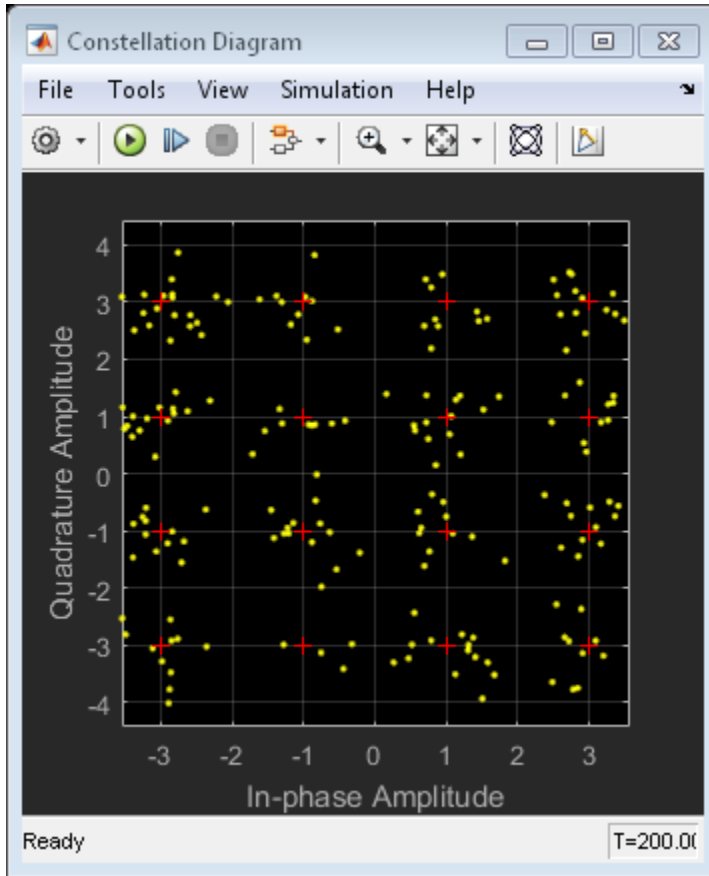 Constellation Diagram
File Tools View Simulation Help
4
3
2
1
0
-1
-2
-3
-4
Quadrature Amplitude
-3 -2 -1 0 1 2 3
In-phase Amplitude
Ready T=200.0(